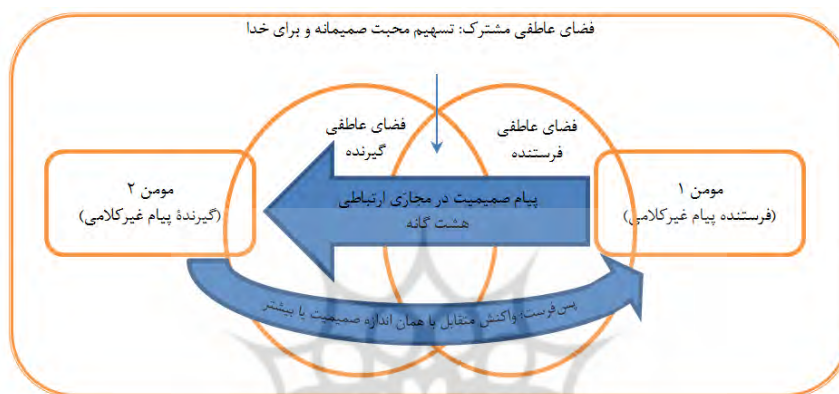 فضای عاطفی مشترک: تسهیم محبت صمیمانه و برای خدا
فضای عاطفی
فرستنده
فضای عاطفی
گیرنده
مومن ۱
(فرستنده پیام غیرکلامی)
پیام صمیمیت در مجازی ارتباطی
هشت گانه
مومن ۲
(گیرندۀ پیام غیرکلامی)
پس‌فرست: واکنش متقابل با همان اندازه صمیمیت یا بیشتر